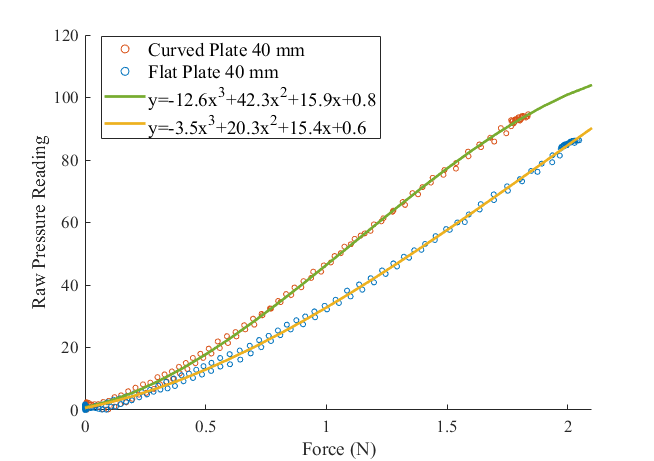 120
100
80
60
40
20
0
Raw Pressure Reading
Curved Plate 40 mm
Flat Plate 40 mm
y=-12.6x³+42.3x²+15.9x+0.8
y=-3.5x³+20.3x²+15.4x+0.6
0 0.5 1 1.5 2
Force (N)